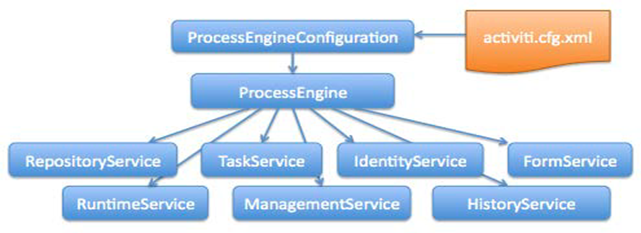 ProcessEngineConfiguration
activiti.cfg.xml
ProcessEngine
RepositoryService
TaskService
IdentityService
FormService
RuntimeService
ManagementService
HistoryService